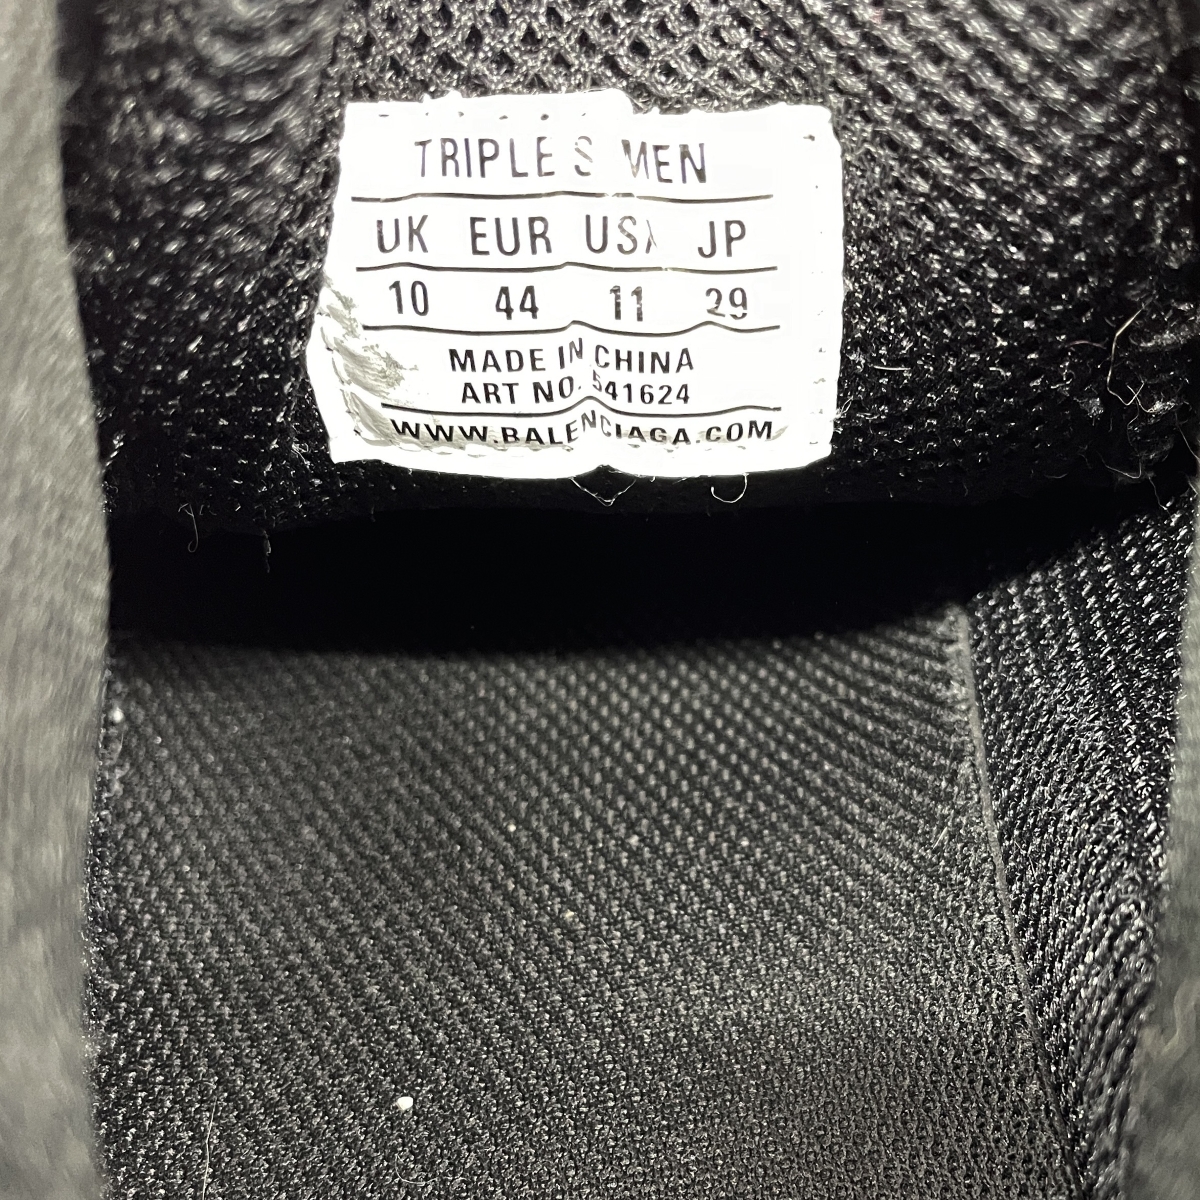 TRIPLE S MEN
UK EUR USA JP
10 44 11 29
MADE IN CHINA
ART NO. 541624
WWW.BALENCIAGA.COM